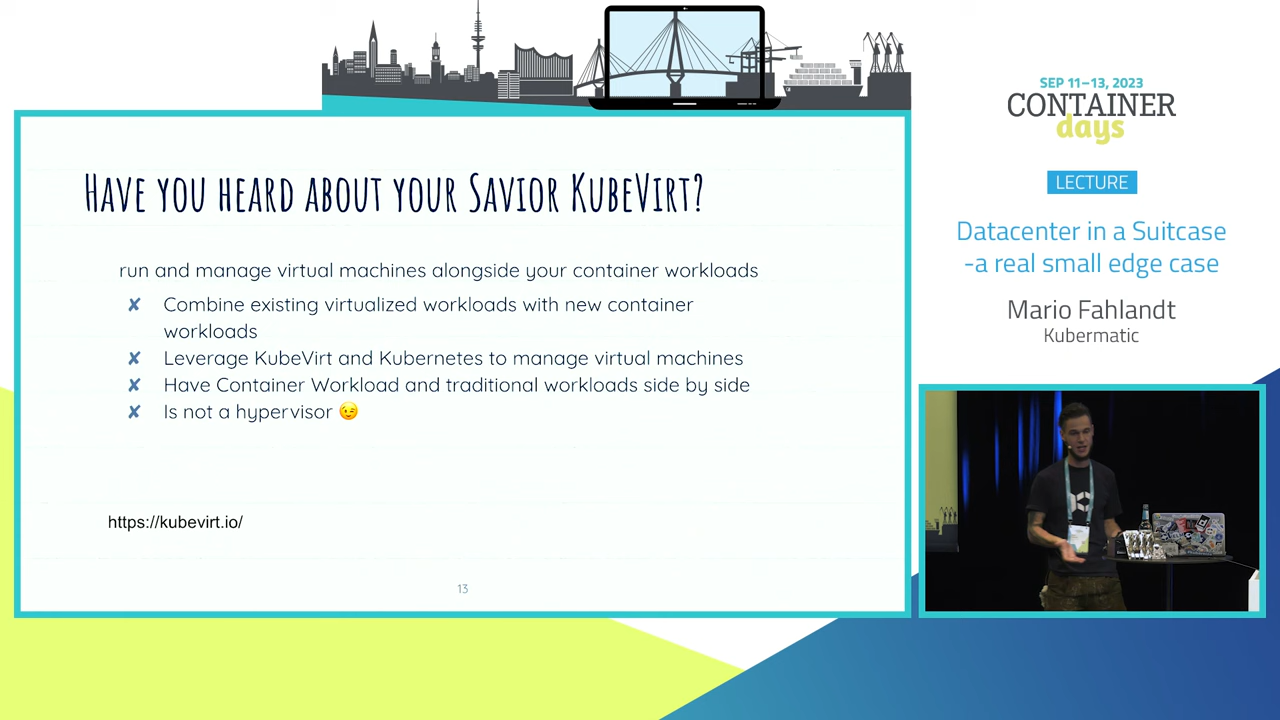 HAVE YOU HEARD ABOUT YOUR SAVIOR KUBEVIRT?
run and manage virtual machines alongside your container workloads
✘ Combine existing virtualized workloads with new container
workloads
✘ Leverage KubeVirt and Kubernetes to manage virtual machines
✘ Have Container Workload and traditional workloads side by side
✘ Is not a hypervisor 😉
https://kubevirt.io/
13
SEP 11–13, 2023
CONTAINER
days
LECTURE
Datacenter in a Suitcase
-a real small edge case
Mario Fahlandt
Kubermatic